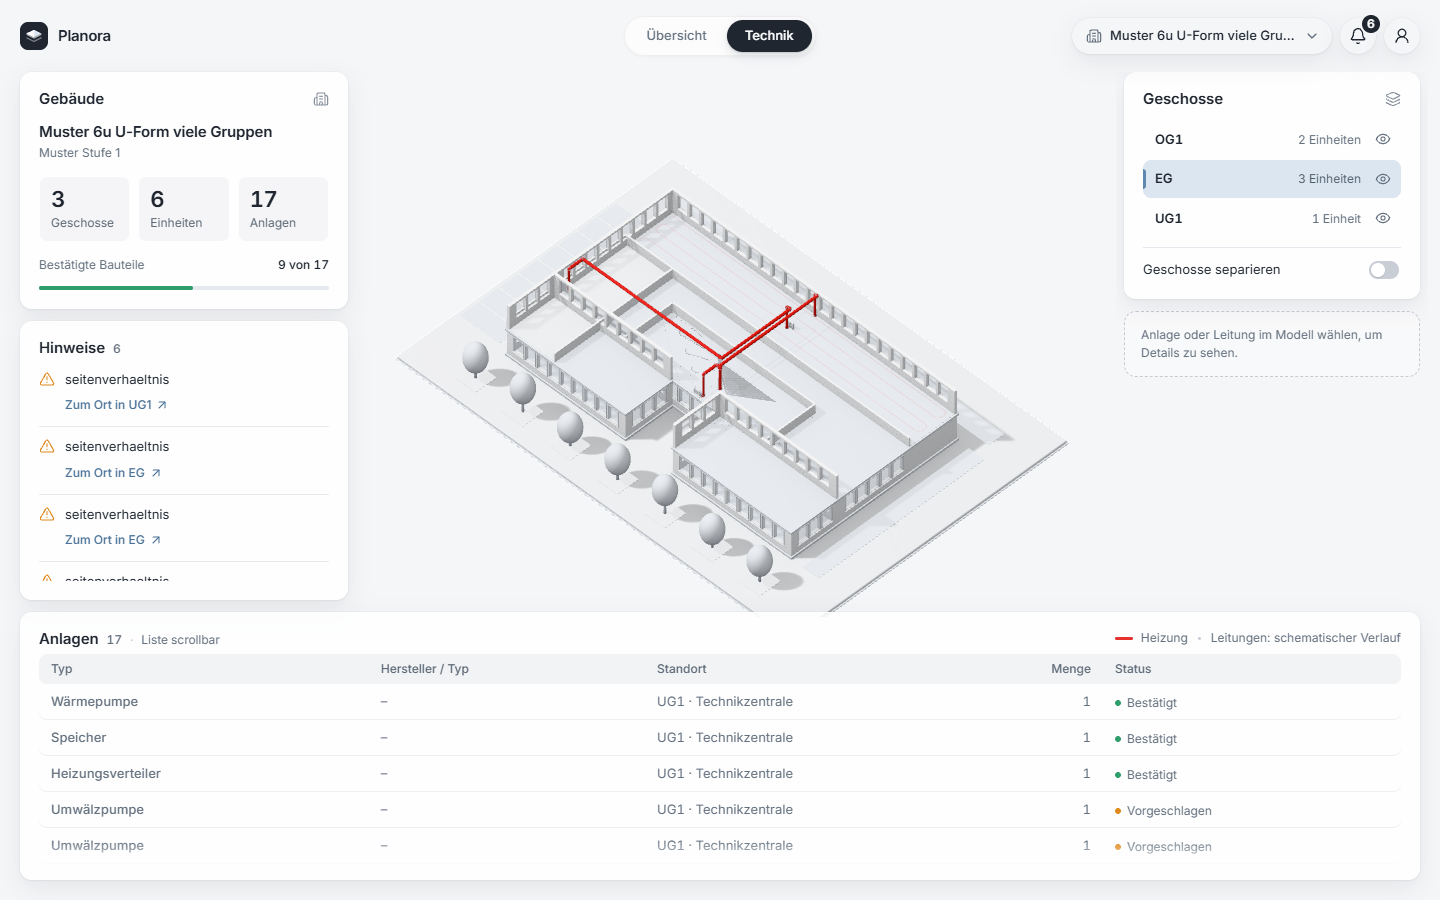 Planora
Übersicht
Technik
Muster 6u U-Form viele Gru...
6
Gebäude
Muster 6u U-Form viele Gruppen
Muster Stufe 1
3
Geschosse
6
Einheiten
17
Anlagen
Bestätigte Bauteile
9 von 17
Hinweise 6
seitenverhaeltnis
Zum Ort in UG1
seitenverhaeltnis
Zum Ort in EG
seitenverhaeltnis
Zum Ort in EG
seitenverhaeltnis
Geschosse
OG1 2 Einheiten
EG 3 Einheiten
UG1 1 Einheit
Geschosse separieren
Anlage oder Leitung im Modell wählen, um
Details zu sehen.
Anlagen 17 · Liste scrollbar
Heizung · Leitungen: schematischer Verlauf
Typ Hersteller / Typ Standort Menge Status
Wärmepumpe – UG1 · Technikzentrale 1 Bestätigt
Speicher – UG1 · Technikzentrale 1 Bestätigt
Heizungsverteiler – UG1 · Technikzentrale 1 Bestätigt
Umwälzpumpe – UG1 · Technikzentrale 1 Vorgeschlagen
Umwälzpumpe – UG1 · Technikzentrale 1 Vorgeschlagen